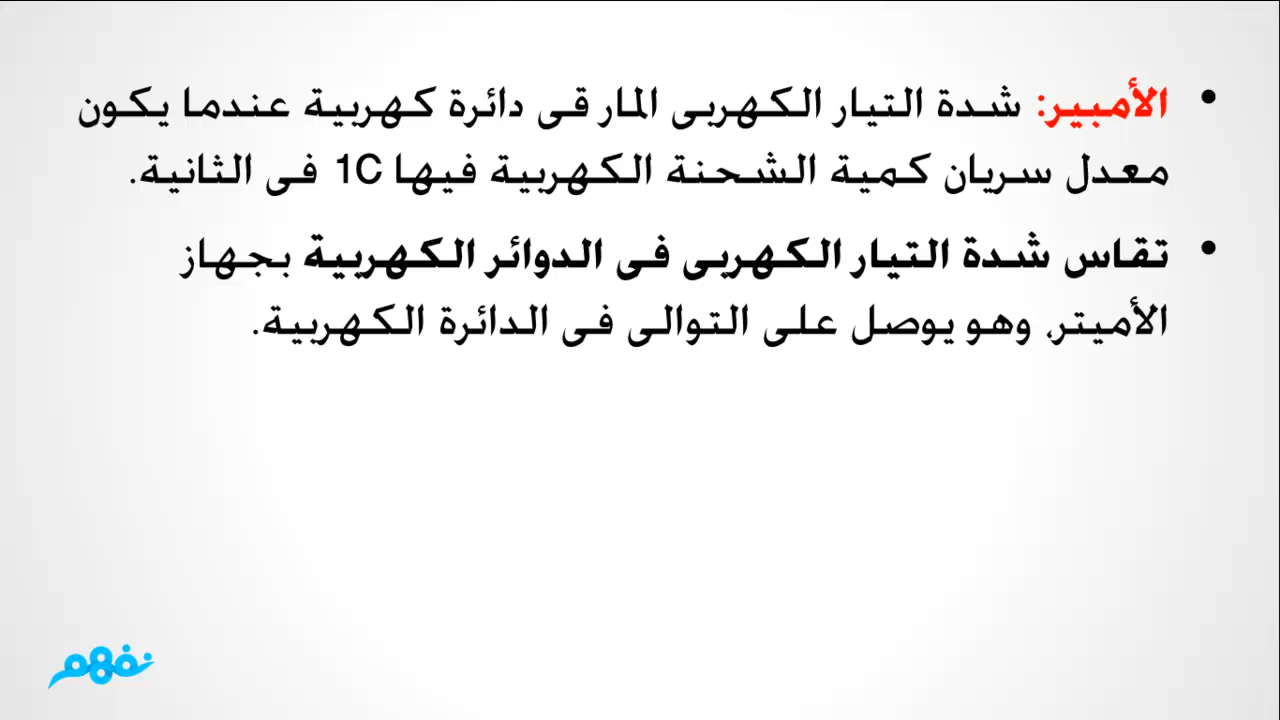 • الأمبير: شدة التيار الكهربى المار قى دائرة كهربية عندما يكون
معدل سريان كمية الشحنة الكهربية فيها 1C فى الثانية.
• تقاس شدة التيار الكهربى فى الدوائر الكهربية بجهاز
الأميتر، وهو يوصل على التوالى فى الدائرة الكهربية.
نفهم